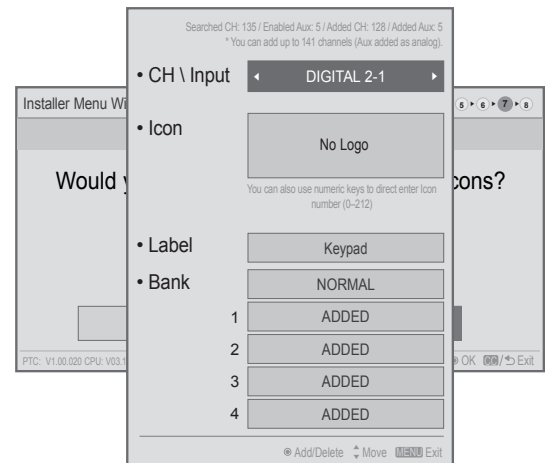 Searched CH: 135 / Enabled Aux: 5 / Added CH: 128 / Added Aux: 5
* You can add up to 141 channels (Aux added as analog).
• CH \ Input DIGITAL 2-1
Installer Menu Wi
5 6 7 8
• Icon No Logo
Would cons?
You can also use numeric keys to direct enter Icon
number (0–212)
• Label Keypad
• Bank NORMAL
1 ADDED
2 ADDED
3 ADDED
4 ADDED
PTC: V1.00.020 CPU: V03.1
OK CC / Exit
Add/Delete Move MENU Exit